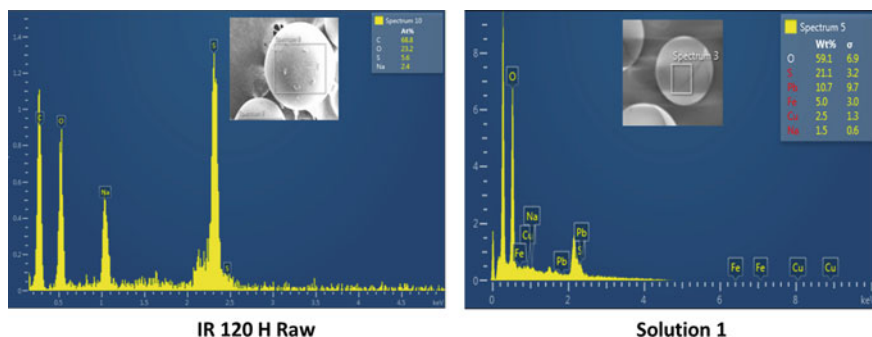 Spectrum 10
At%
C 68.8
O 23.2
S 5.6
Na 2.4
C
O
Na
S
S
1.4
1.2
1
0.8
0.6
0.4
0.2
0
0.5 1 1.5 2 2.5 3 3.5 4 4.5 keV
IR 120 H Raw
Spectrum 5
Wt% σ
O 59.1 6.9
S 21.1 3.2
Pb 10.7 9.7
Fe 5.0 3.0
Cu 2.5 1.3
Na 1.5 0.6
Spectrum 3
O
Na
Fe
Pb
Pb
S
Fe Fe Cu Cu
8
6
4
2
0
0 2 4 6 8 keV
Solution 1